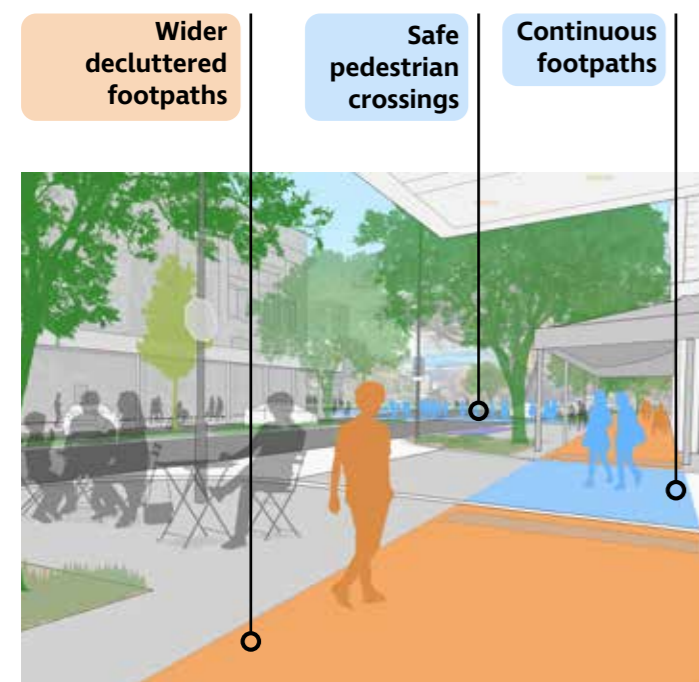 Wider
decluttered
footpaths
Safe
pedestrian
crossings
Continuous
footpaths